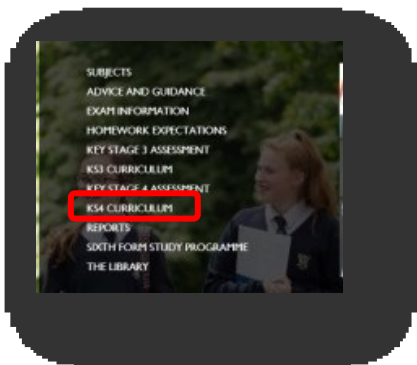 SUBJECTS
ADVICE AND GUIDANCE
EXAM INFORMATION
HOMEWORK EXPECTATIONS
KEY STAGE 3 ASSESSMENT
KS3 CURRICULUM
KEY STAGE 4 ASSESSMENT
KS4 CURRICULUM
REPORTS
SIXTH FORM STUDY PROGRAMME
THE LIBRARY